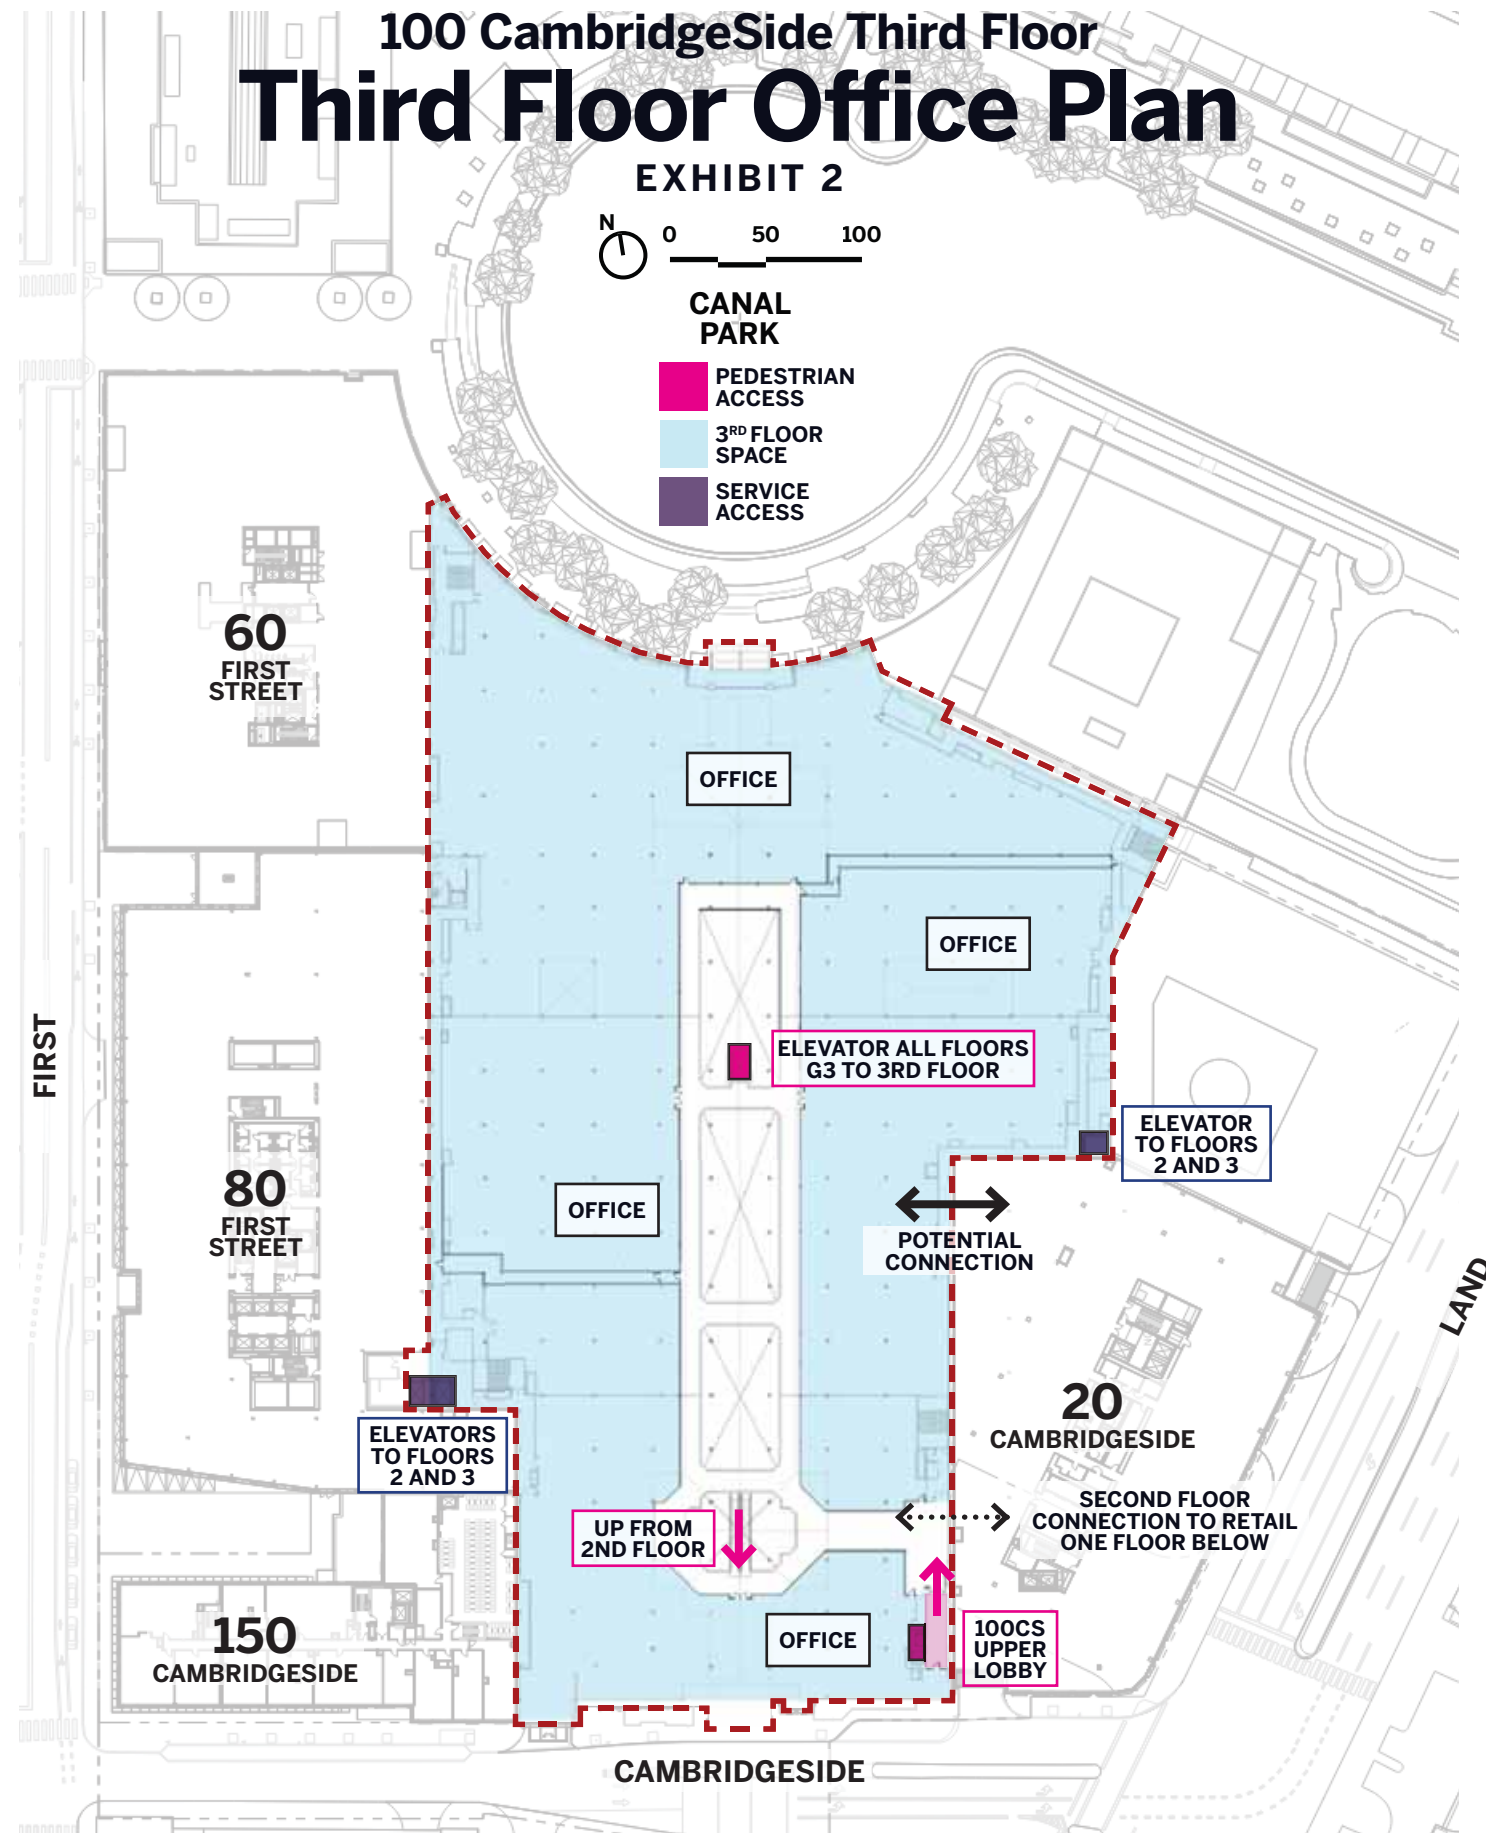 100 CambridgeSide Third Floor
Third Floor Office Plan
EXHIBIT 2
N
0 50 100
CANAL
PARK
PEDESTRIAN
ACCESS
3RD FLOOR
SPACE
SERVICE
ACCESS
60
FIRST
STREET
OFFICE
OFFICE
FIRST
ELEVATOR ALL FLOORS
G3 TO 3RD FLOOR
ELEVATOR
TO FLOORS
2 AND 3
80
FIRST
STREET
OFFICE
POTENTIAL
CONNECTION
LAND
20
CAMBRIDGESIDE
ELEVATORS
TO FLOORS
2 AND 3
SECOND FLOOR
CONNECTION TO RETAIL
ONE FLOOR BELOW
UP FROM
2ND FLOOR
150
CAMBRIDGESIDE
OFFICE
100CS
UPPER
LOBBY
CAMBRIDGESIDE